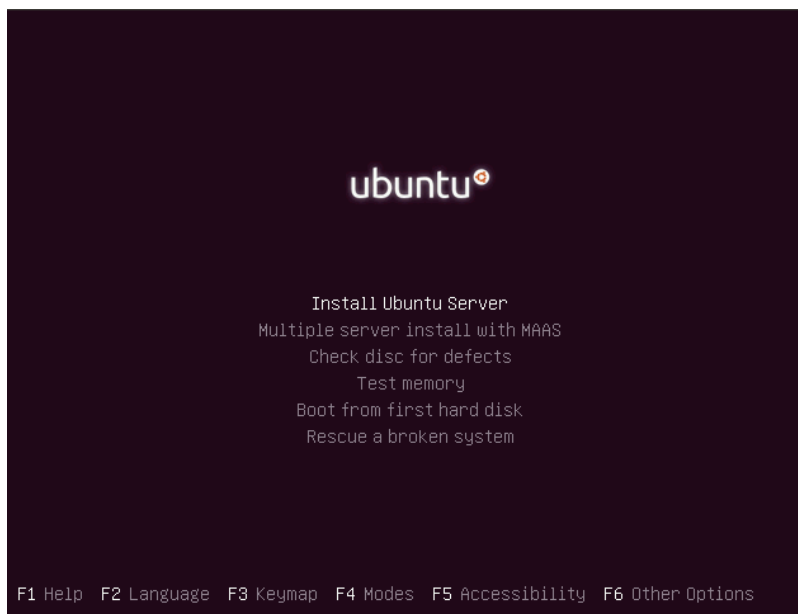 ubuntu
Install Ubuntu Server
Multiple server install with MAAS
Check disc for defects
Test memory
Boot from first hard disk
Rescue a broken system
F1 Help F2 Language F3 Keymap F4 Modes F5 Accessibility F6 Other Options